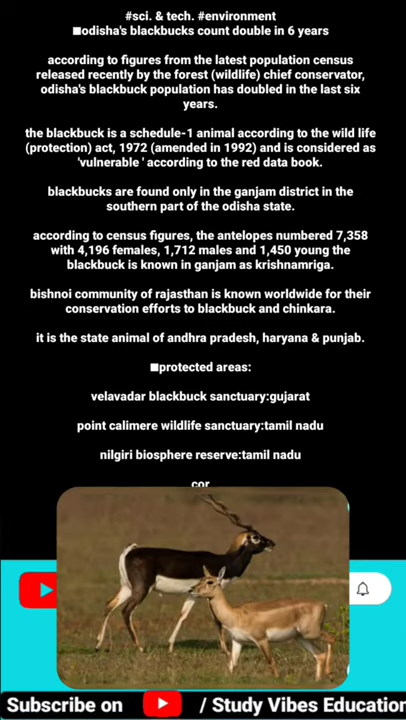 #sci. & tech. #environment
■odisha's blackbucks count double in 6 years
according to figures from the latest population census
released recently by the forest (wildlife) chief conservator,
odisha's blackbuck population has doubled in the last six
years.
the blackbuck is a schedule-1 animal according to the wild life
(protection) act, 1972 (amended in 1992) and is considered as
'vulnerable ' according to the red data book.
blackbucks are found only in the ganjam district in the
southern part of the odisha state.
according to census figures, the antelopes numbered 7,358
with 4,196 females, 1,712 males and 1,450 young the
blackbuck is known in ganjam as krishnamriga.
bishnoi community of rajasthan is known worldwide for their
conservation efforts to blackbuck and chinkara.
it is the state animal of andhra pradesh, haryana & punjab.
■protected areas:
velavadar blackbuck sanctuary:gujarat
point calimere wildlife sanctuary:tamil nadu
nilgiri biosphere reserve:tamil nadu
Subscribe on / Study Vibes Education